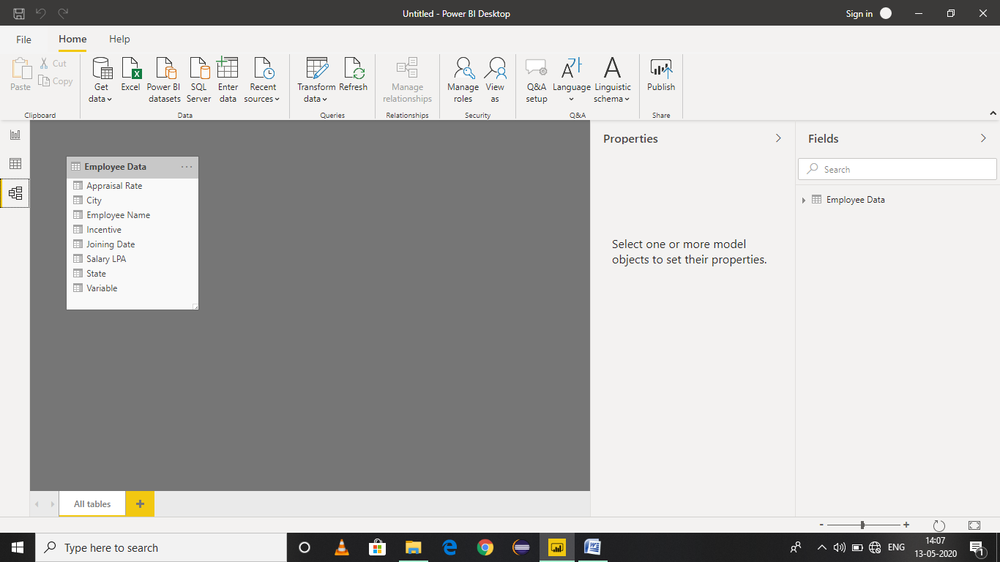 Untitled - Power BI Desktop
Sign in
File
Home
Help
Paste
Cut
Copy
Clipboard
Get
data
Excel
Power BI
datasets
SQL
Server
Enter
data
Recent
sources
Data
Transform
data
Refresh
Queries
Manage
relationships
Relationships
Manage
roles
View
as
Security
Q&A
setup
Language
Linguistic
schema
Q&A
Publish
Share
Employee Data
Appraisal Rate
City
Employee Name
Incentive
Joining Date
Salary LPA
State
Variable
Properties
Select one or more model
objects to set their properties.
Fields
Search
Employee Data
All tables
Type here to search
ENG
14:07
13-05-2020
1